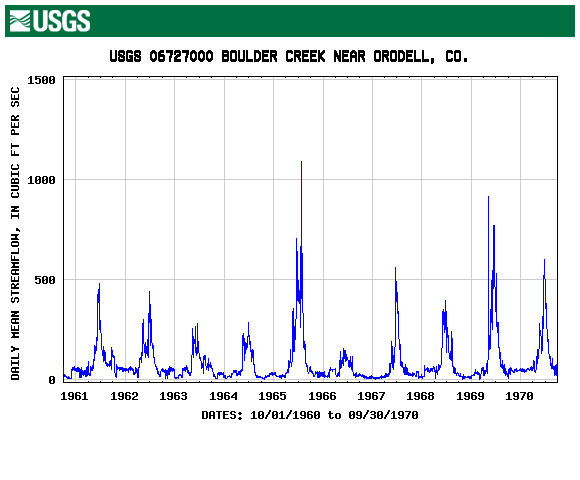 USGS
USGS 06727000 BOULDER CREEK NEAR ORODELL, CO.
DAILY MEAN STREAMFLOW, IN CUBIC FT PER SEC
1500
1000
500
0
1961 1962 1963 1964 1965 1966 1967 1968 1969 1970
DATES: 10/01/1960 to 09/30/1970